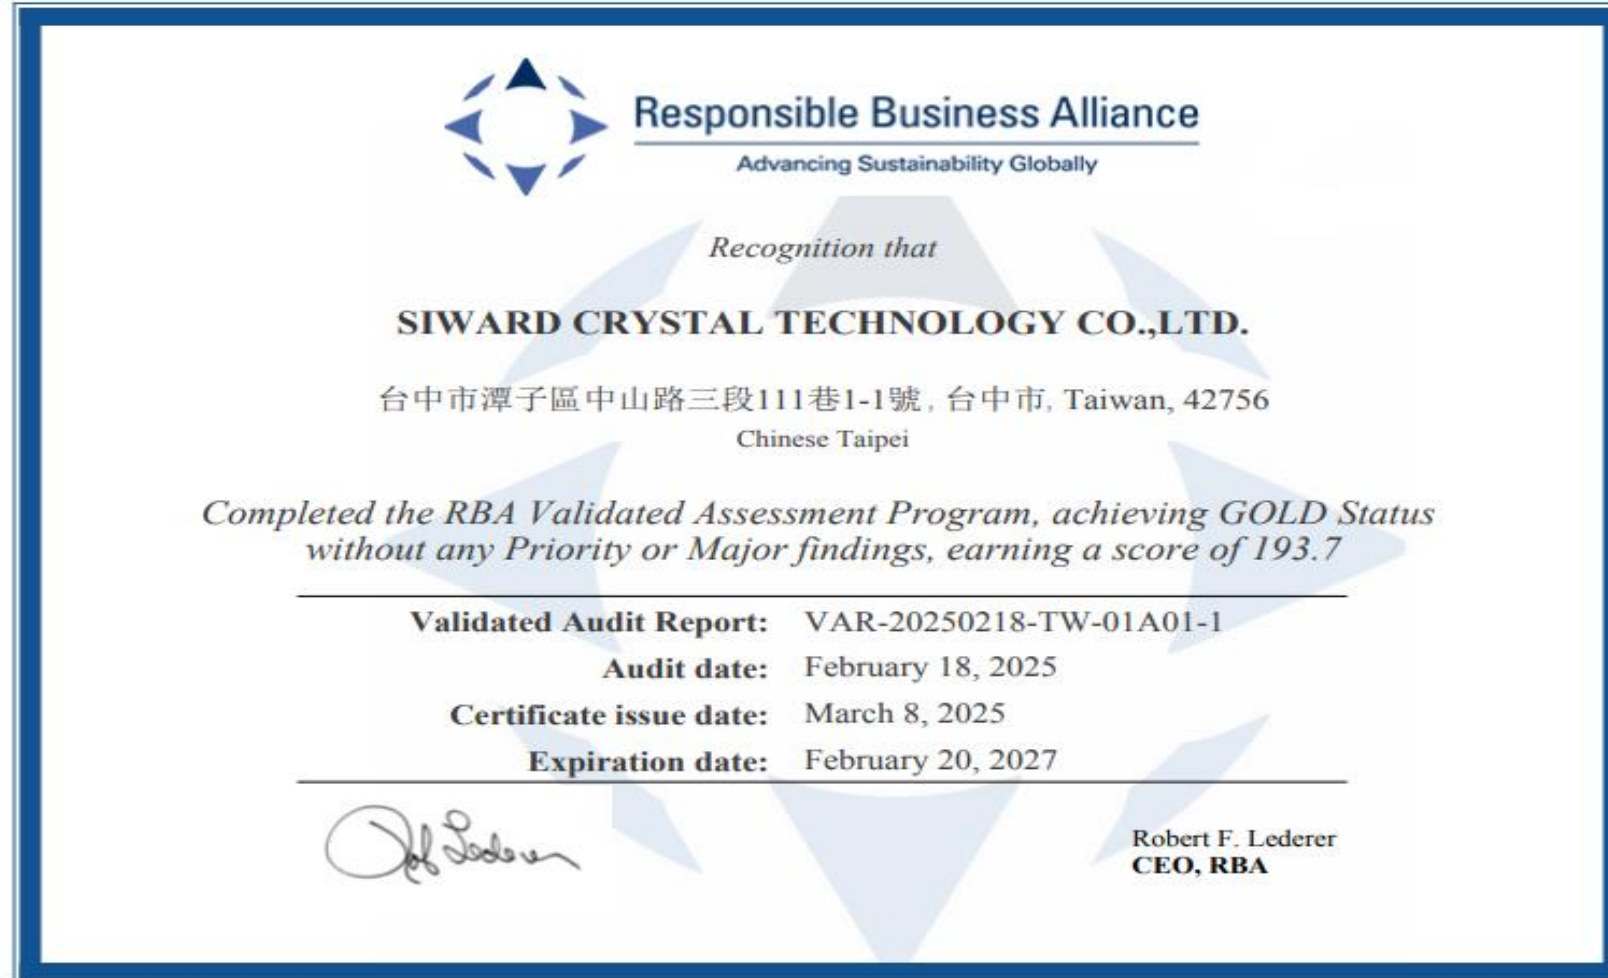 Responsible Business Alliance
Advancing Sustainability Globally
Recognition that
SIWARD CRYSTAL TECHNOLOGY CO.,LTD.
台中市潭子區中山路三段111巷1-1號, 台中市, Taiwan, 42756
Chinese Taipei
Completed the RBA Validated Assessment Program, achieving GOLD Status
without any Priority or Major findings, earning a score of 193.7
Validated Audit Report: VAR-20250218-TW-01A01-1
Audit date: February 18, 2025
Certificate issue date: March 8, 2025
Expiration date: February 20, 2027
Rob Lederer
Robert F. Lederer
CEO, RBA